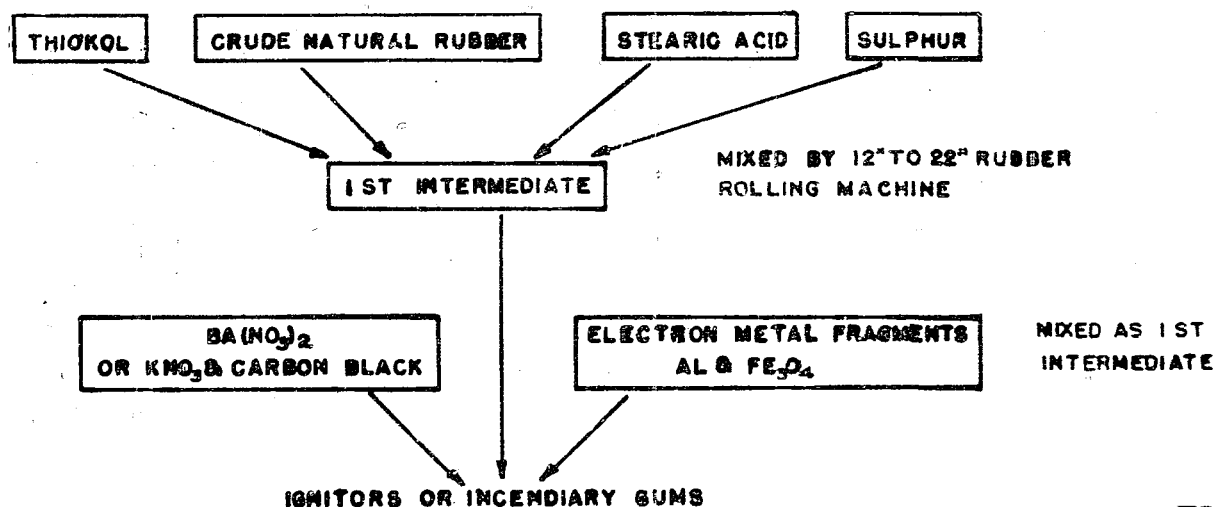 THIOKOL
CRUDE NATURAL RUBBER
STEARIC ACID
SULPHUR
1 ST INTERMEDIATE
MIXED BY 12" TO 22" RUBBER
ROLLING MACHINE
BA(NO3)2
OR KNO3 & CARBON BLACK
ELECTRON METAL FRAGMENTS
AL & FE3O4
MIXED AS 1 ST
INTERMEDIATE
IGNITORS OR INCENDIARY GUMS